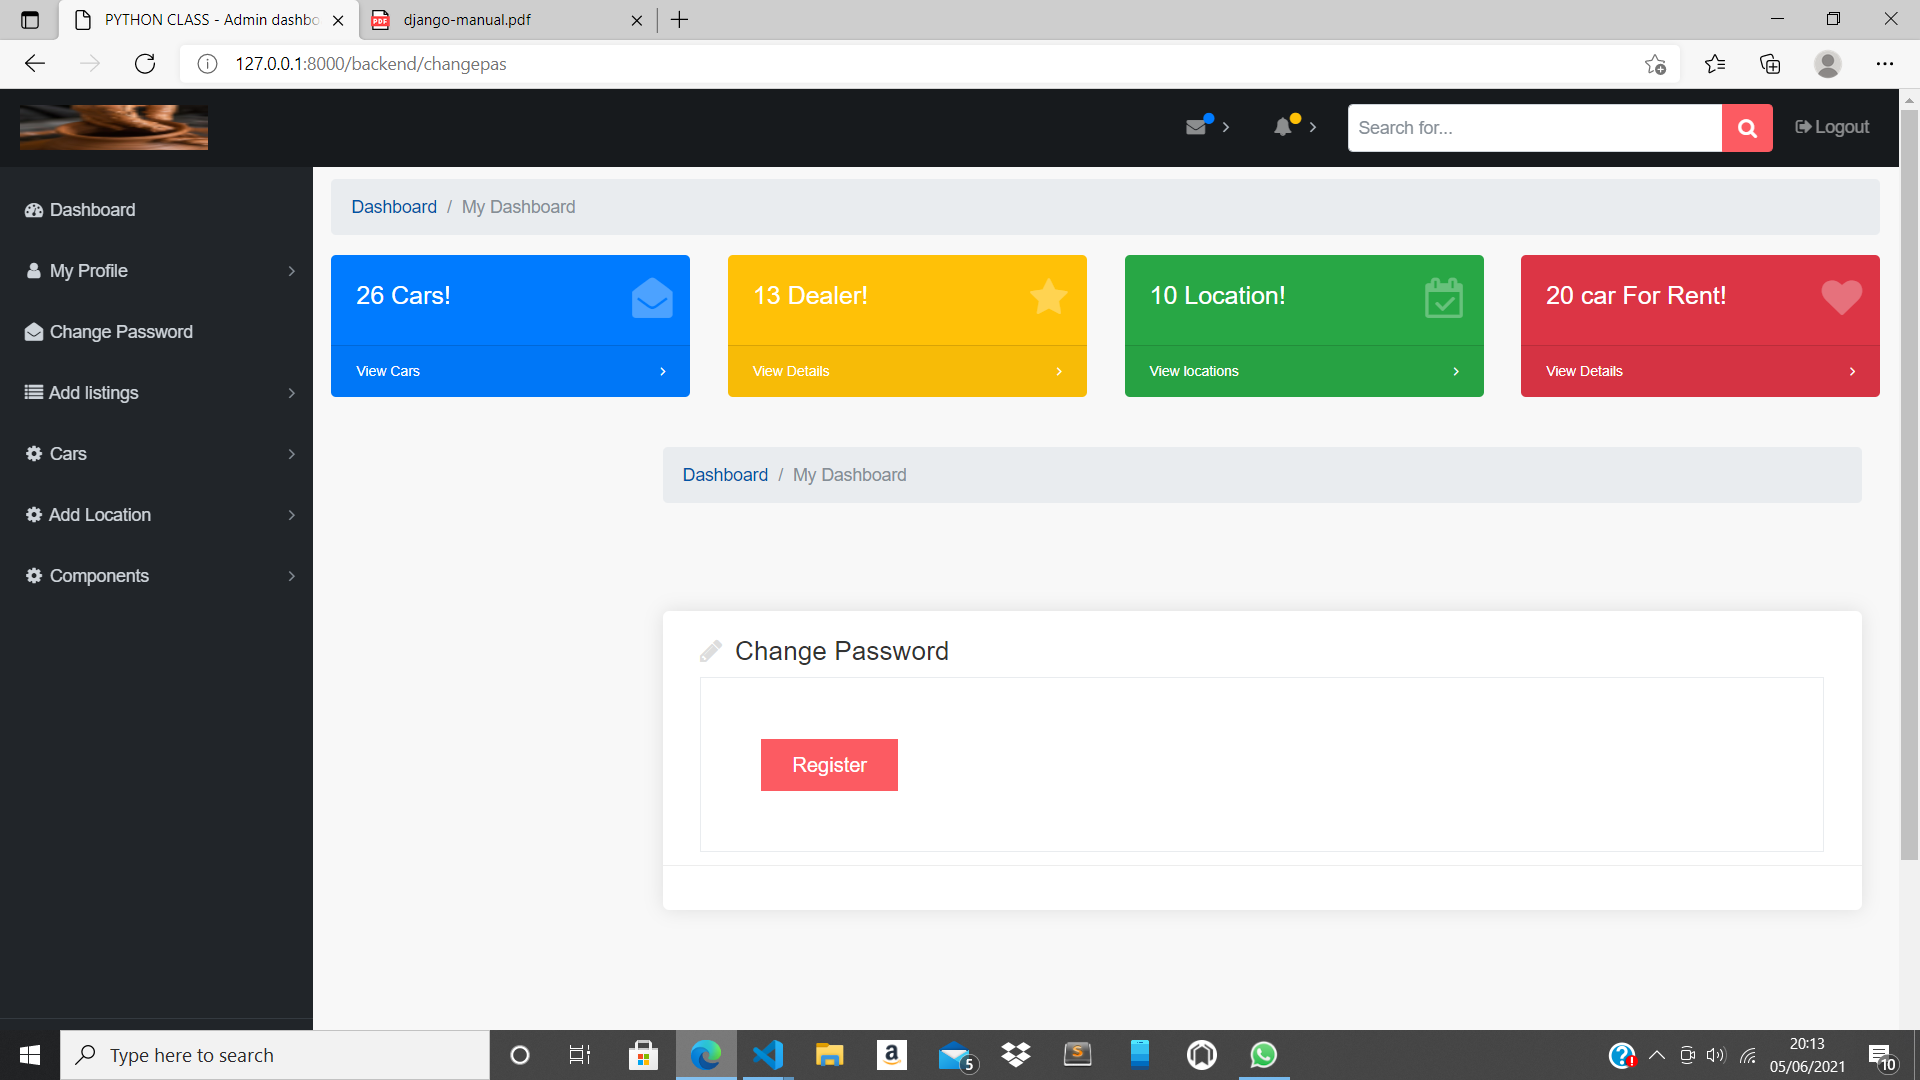 PYTHON CLASS - Admin dashbo
django-manual.pdf
127.0.0.1:8000/backend/changepas
Search for...
Logout
Dashboard
My Profile
Change Password
Add listings
Cars
Add Location
Components
Dashboard / My Dashboard
26 Cars!
View Cars
13 Dealer!
View Details
10 Location!
View locations
20 car For Rent!
View Details
Dashboard / My Dashboard
Change Password
Register
Type here to search
5
20:13
05/06/2021
10